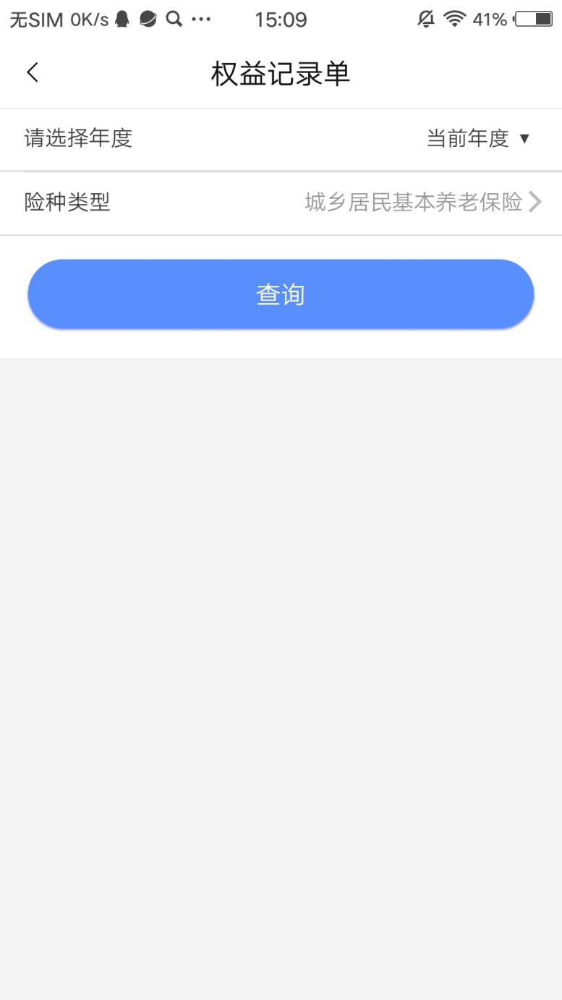 无SIM 0K/s ··· 15:09 41%
权益记录单
请选择年度 当前年度 ▼
险种类型 城乡居民基本养老保险
查询